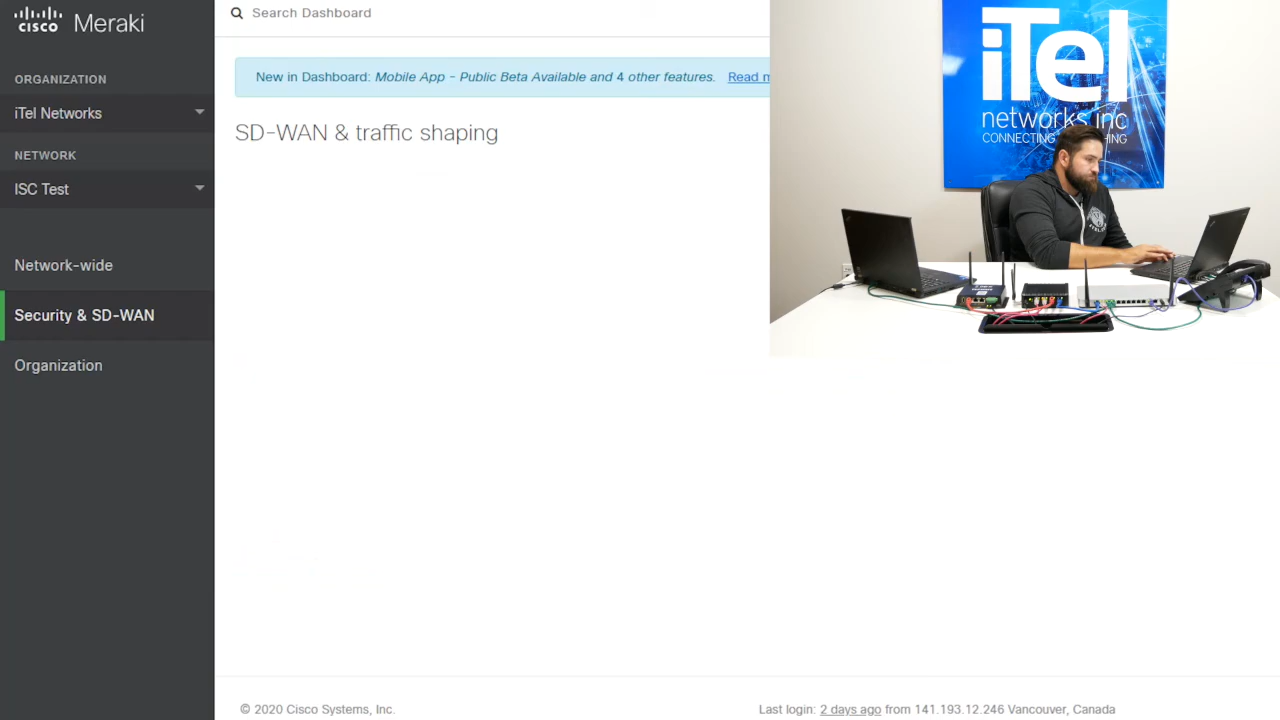 CISCO Meraki
Search Dashboard
ORGANIZATION
iTel Networks
NETWORK
ISC Test
Network-wide
Security & SD-WAN
Organization
New in Dashboard: Mobile App - Public Beta Available and 4 other features. Read m
SD-WAN & traffic shaping
iTel
networks inc
© 2020 Cisco Systems, Inc.
Last login: 2 days ago from 141.193.12.246 Vancouver, Canada